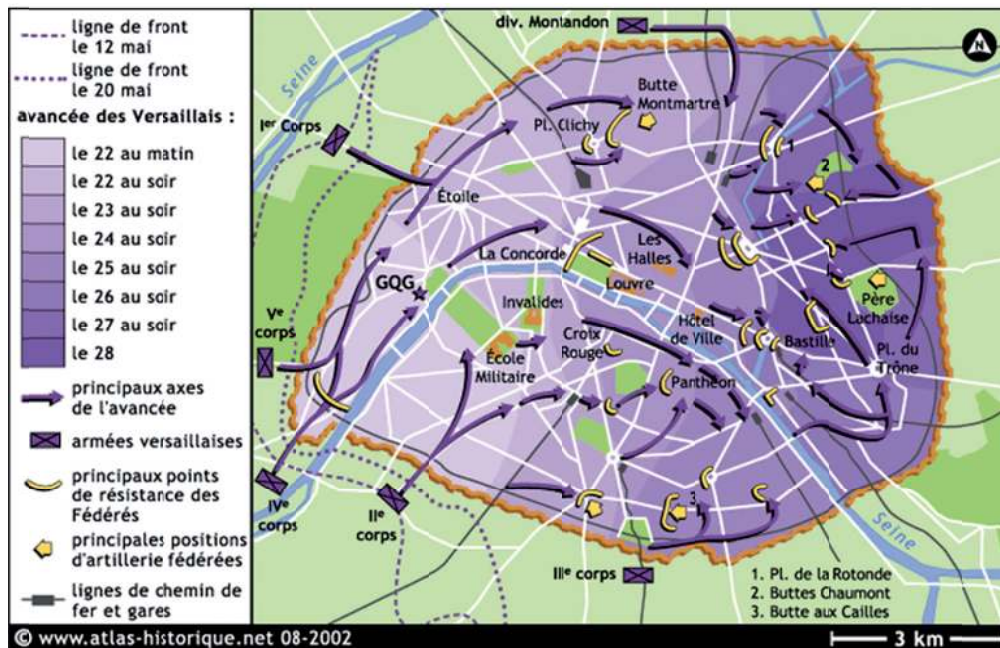 ligne de front
le 12 mai
ligne de front
le 20 mai
avancée des Versaillais :
le 22 au matin
le 22 au soir
le 23 au soir
le 24 au soir
le 25 au soir
le 26 au soir
le 27 au soir
le 28
principaux axes
de l'avancée
armées versaillaises
principaux points
de résistance des
Fédérés
principales positions
d'artillerie fédérées
lignes de chemin de
fer et gares
div. Montandon
N
Seine
Butte
Montmartre
Pl. Clichy
Ier Corps
1
2
Étoile
La Concorde
Les
Halles
GQG
Louvre
Invalides
Père
Lachaise
Ve
corps
Croix
Rouge
Hôtel
de Ville
Bastille
École
Militaire
Panthéon
Pl. du
Trône
IVe
corps
IIe
corps
3
Seine
IIIe corps
1. Pl. de la Rotonde
2. Buttes Chaumont
3. Butte aux Cailles
© www.atlas-historique.net 08-2002
3 km